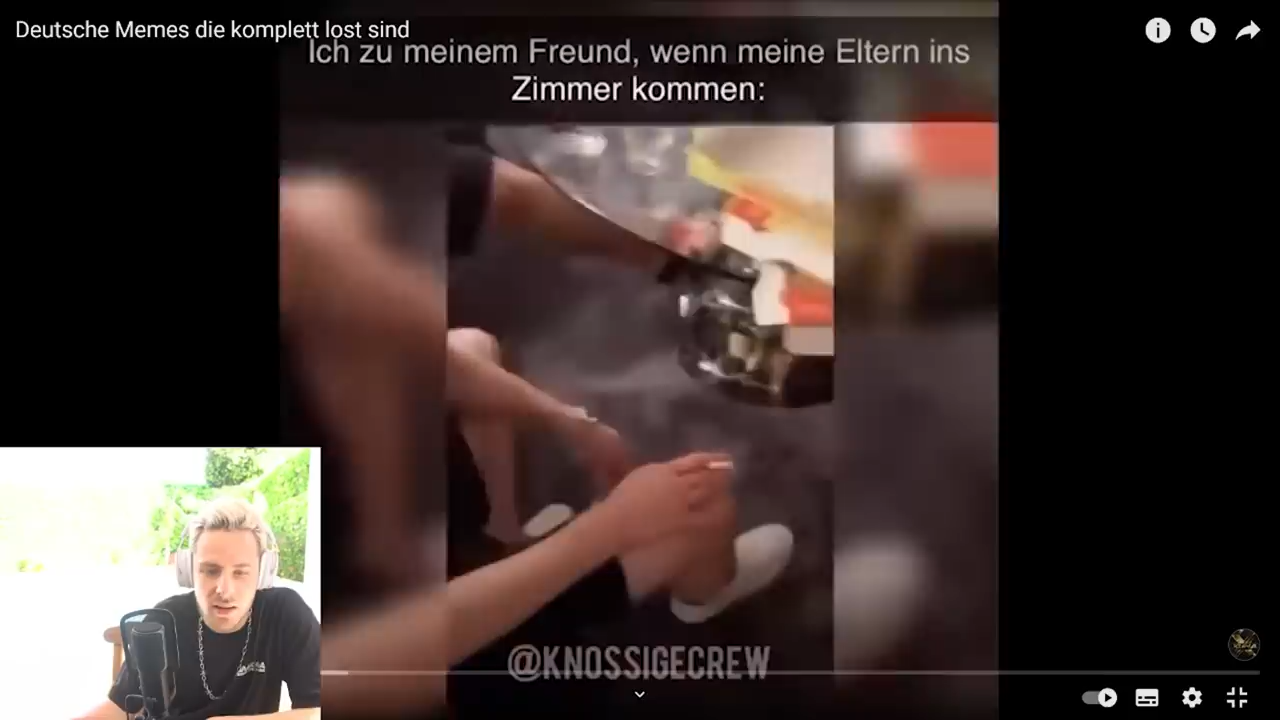 Deutsche Memes die komplett lost sind
Ich zu meinem Freund, wenn meine Eltern ins
Zimmer kommen:
@KNOSSIGECREW